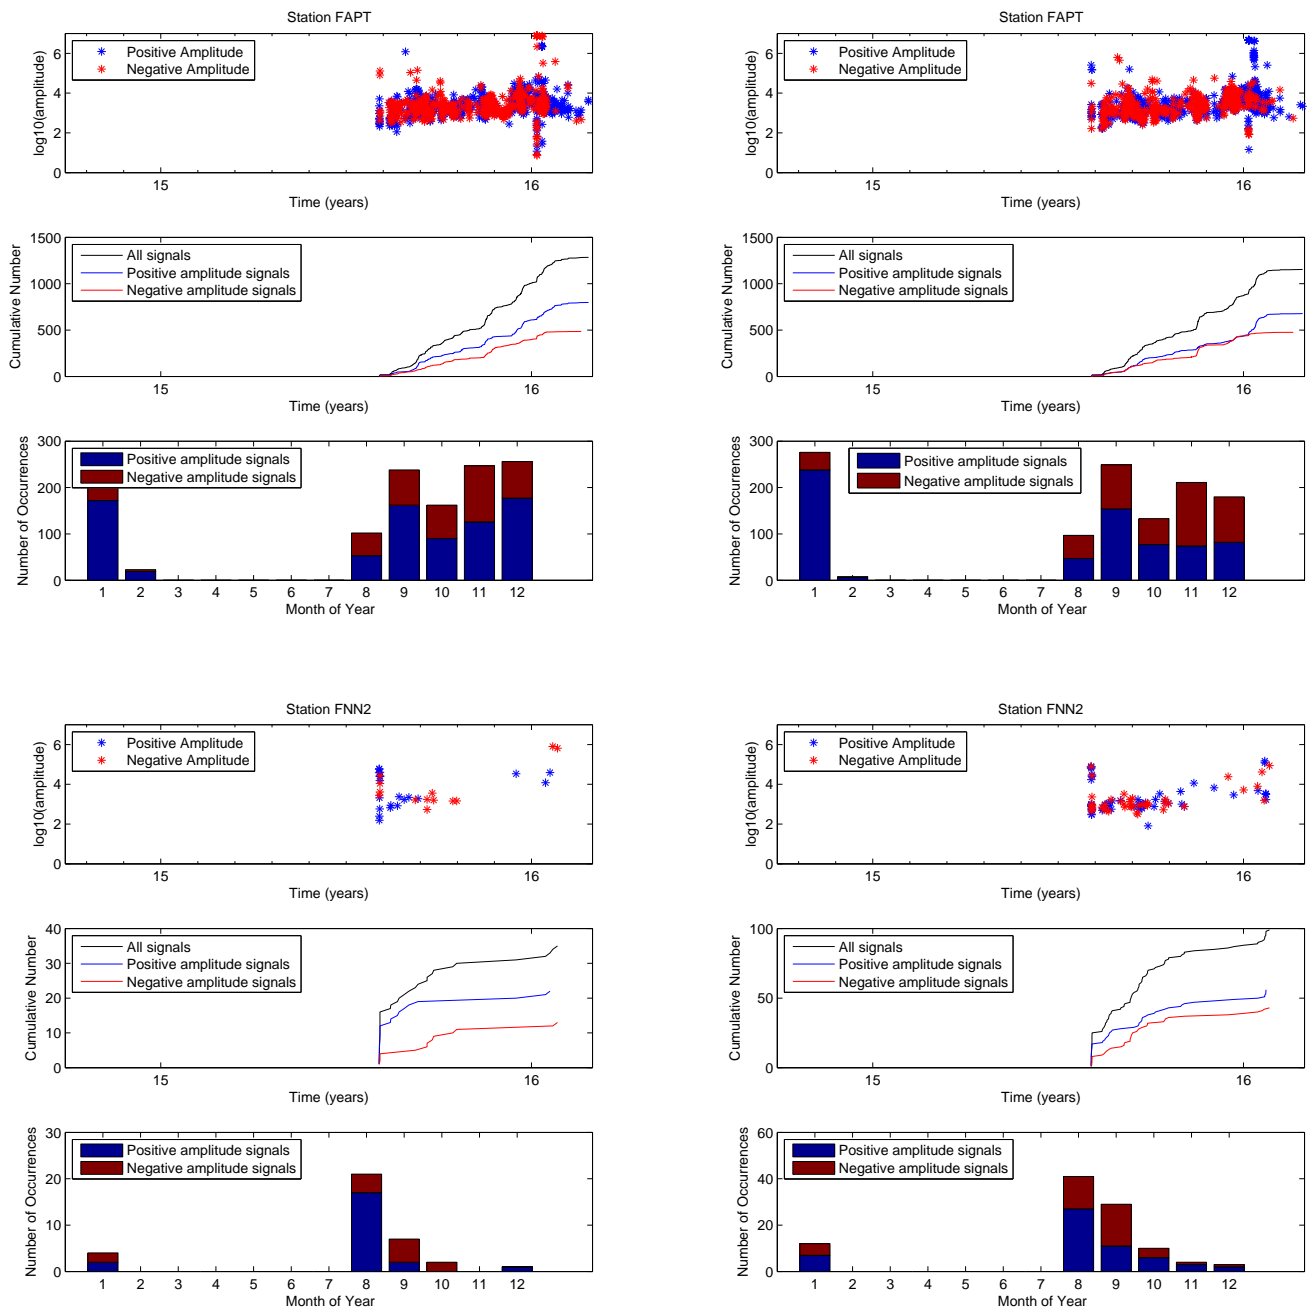 Station FAPT
log10(amplitude)
6
4
2
0
Positive Amplitude
Negative Amplitude
15
16
Time (years)
Cumulative Number
1500
1000
500
0
All signals
Positive amplitude signals
Negative amplitude signals
15
16
Time (years)
Number of Occurrences
300
200
100
0
Positive amplitude signals
Negative amplitude signals
1 2 3 4 5 6 7 8 9 10 11 12
Month of Year
Station FAPT
log10(amplitude)
6
4
2
0
Positive Amplitude
Negative Amplitude
15
16
Time (years)
Cumulative Number
1500
1000
500
0
All signals
Positive amplitude signals
Negative amplitude signals
15
16
Time (years)
Number of Occurrences
300
200
100
0
Positive amplitude signals
Negative amplitude signals
1 2 3 4 5 6 7 8 9 10 11 12
Month of Year
Station FNN2
log10(amplitude)
6
4
2
0
Positive Amplitude
Negative Amplitude
15
16
Time (years)
Cumulative Number
40
30
20
10
0
All signals
Positive amplitude signals
Negative amplitude signals
15
16
Time (years)
Number of Occurrences
30
20
10
0
Positive amplitude signals
Negative amplitude signals
1 2 3 4 5 6 7 8 9 10 11 12
Month of Year
Station FNN2
log10(amplitude)
6
4
2
0
Positive Amplitude
Negative Amplitude
15
16
Time (years)
Cumulative Number
100
50
0
All signals
Positive amplitude signals
Negative amplitude signals
15
16
Time (years)
Number of Occurrences
60
40
20
0
Positive amplitude signals
Negative amplitude signals
1 2 3 4 5 6 7 8 9 10 11 12
Month of Year